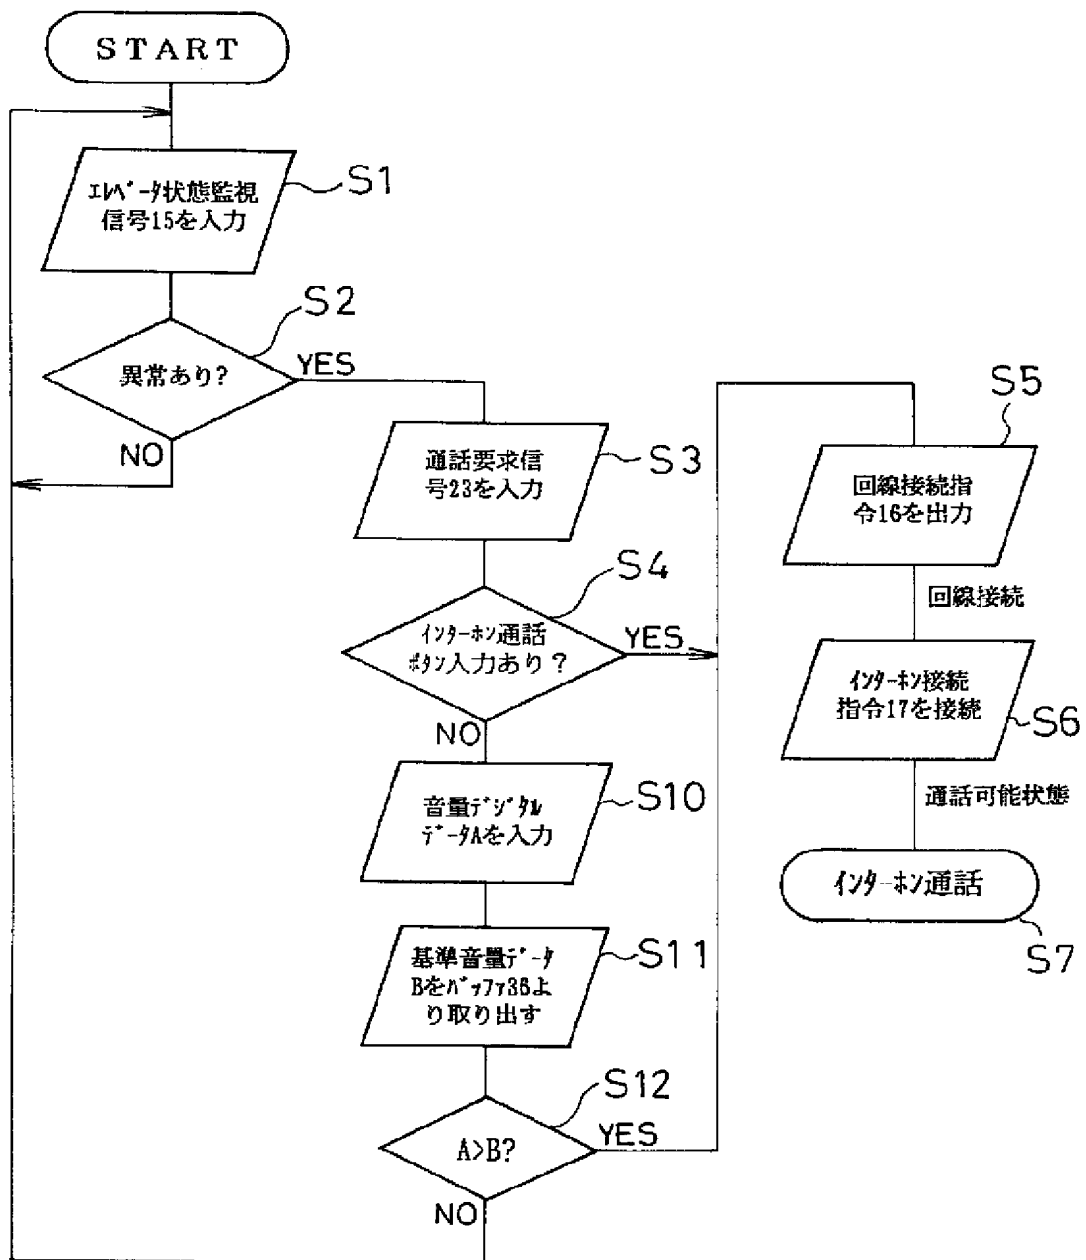 START
エレベータ状態監視
信号15を入力
S1
S2
異常あり?
YES
NO
通話要求信
号23を入力
S3
S4
インターホン通話
ボタン入力あり?
YES
NO
音量デジタル
データAを入力
S10
基準音量データ
Bをバッファ36よ
り取り出す
S11
S12
A>B?
YES
NO
S5
回線接続指
令16を出力
回線接続
インターホン接続
指令17を接続
S6
通話可能状態
インターホン通話
S7